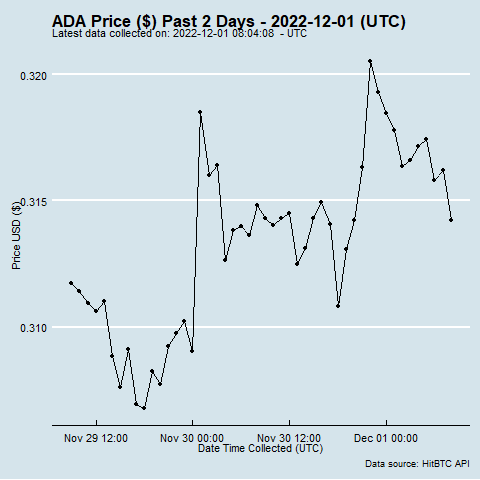 ADA Price ($) Past 2 Days - 2022-12-01 (UTC)
Latest data collected on: 2022-12-01 08:04:08  - UTC
0.320
0.315
0.310
Price USD ($)
Nov 29 12:00
Nov 30 00:00
Nov 30 12:00
Dec 01 00:00
Date Time Collected (UTC)
Data source: HitBTC API